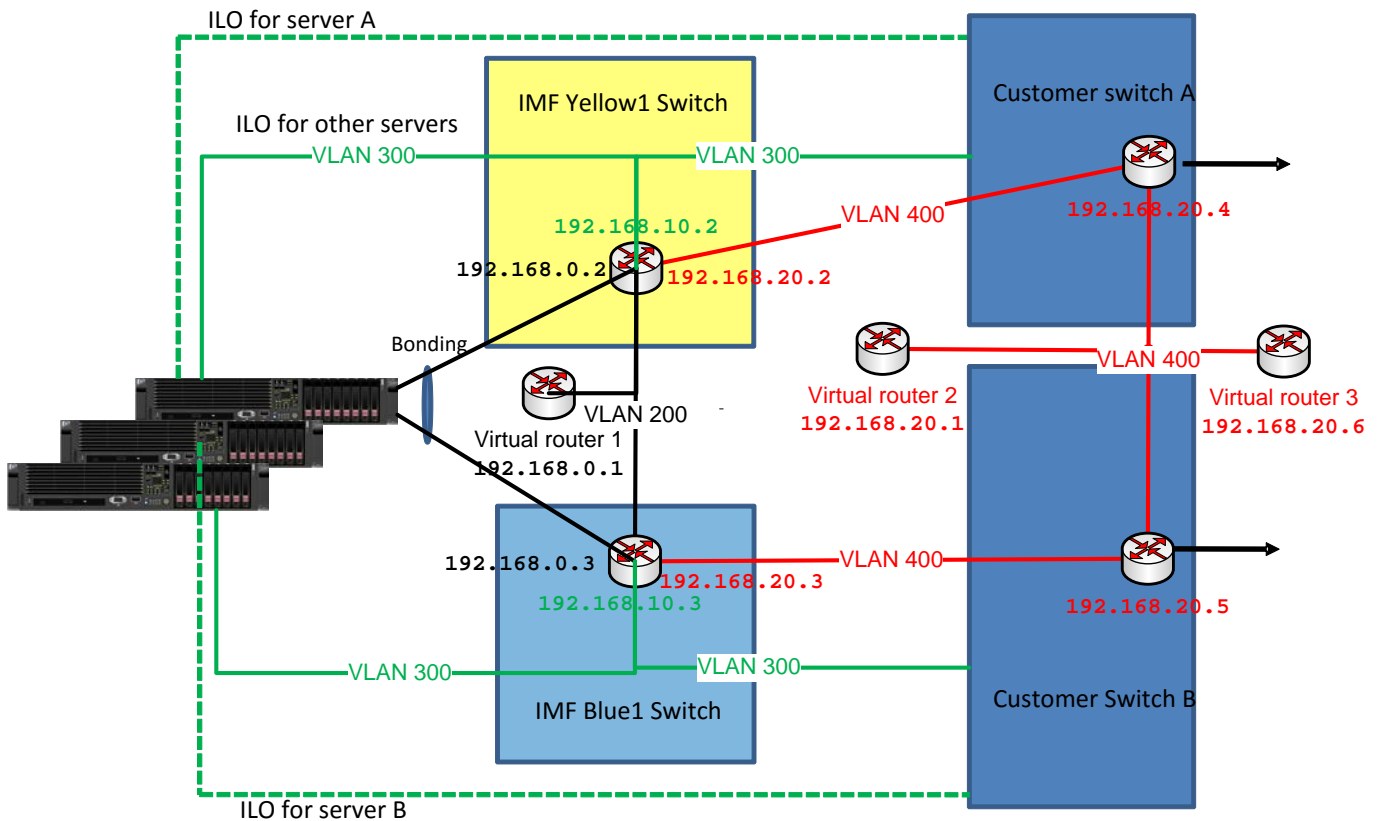 ILO for server A
IMF Yellow1 Switch
Customer switch A
ILO for other servers
VLAN 300
VLAN 300
VLAN 400
192.168.20.4
192.168.10.2
192.168.0.2
192.168.20.2
Bonding
VLAN 400
VLAN 200
-
Virtual router 1
192.168.0.1
Virtual router 2
192.168.20.1
Virtual router 3
192.168.20.6
192.168.0.3
192.168.20.3
192.168.10.3
VLAN 400
192.168.20.5
VLAN 300
VLAN 300
IMF Blue1 Switch
Customer Switch B
ILO for server B